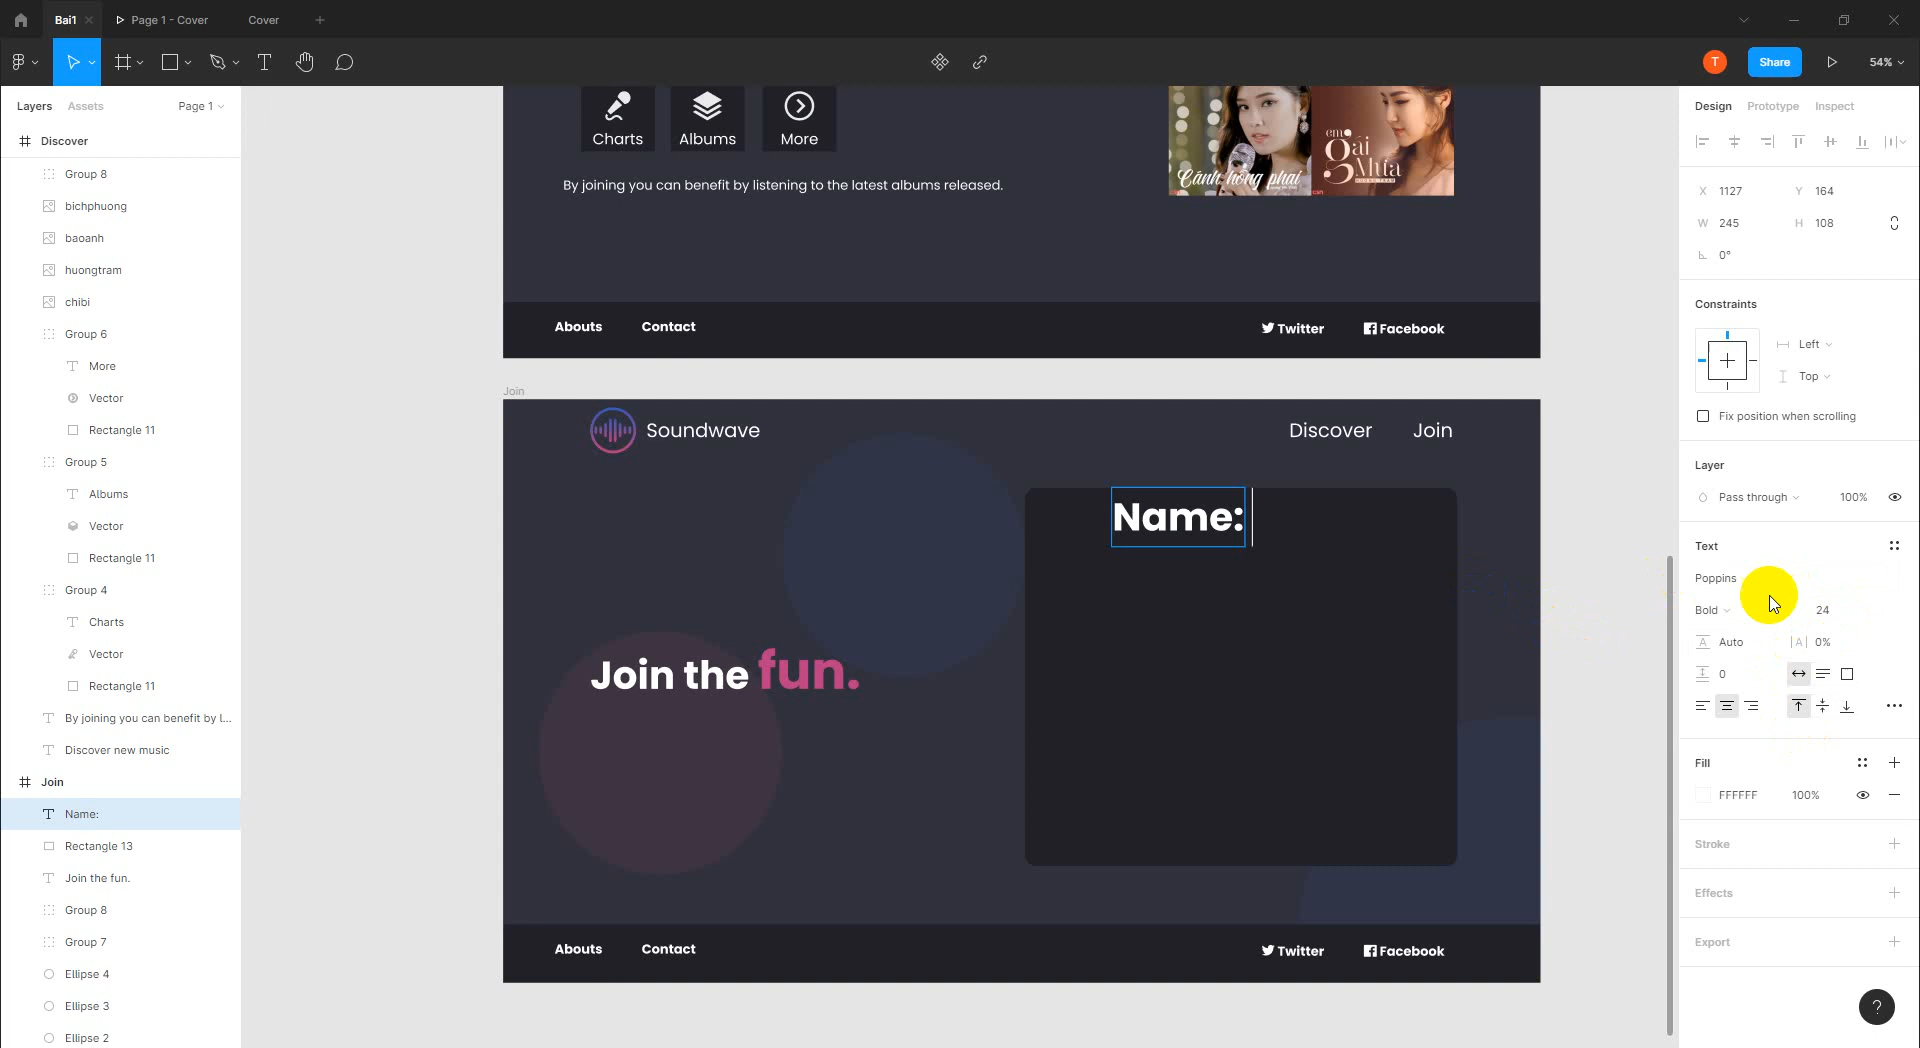 Bai1
Page 1 - Cover
Cover
Share
54%
Layers
Assets
Page 1
Discover
Group 8
bichphuong
baoanh
huongtram
chibi
Group 6
More
Vector
Rectangle 11
Group 5
Albums
Vector
Rectangle 11
Group 4
Charts
Vector
Rectangle 11
By joining you can benefit by l...
Discover new music
Join
Name:
Rectangle 13
Join the fun.
Group 8
Group 7
Ellipse 4
Ellipse 3
Ellipse 2
Charts
Albums
More
By joining you can benefit by listening to the latest albums released.
Cánh hồng phai
em
gái
Mưa
HƯƠNG TRÀM
Abouts
Contact
Twitter
Facebook
Join
Soundwave
Discover
Join
Name:
Join the fun.
Abouts
Contact
Twitter
Facebook
T
Design
Prototype
Inspect
X 1127
Y 164
W 245
H 108
0°
Constraints
Left
Top
Fix position when scrolling
Layer
Pass through
100%
Text
Poppins
Bold
24
Auto
0%
0
Fill
FFFFFF
100%
Stroke
Effects
Export
?